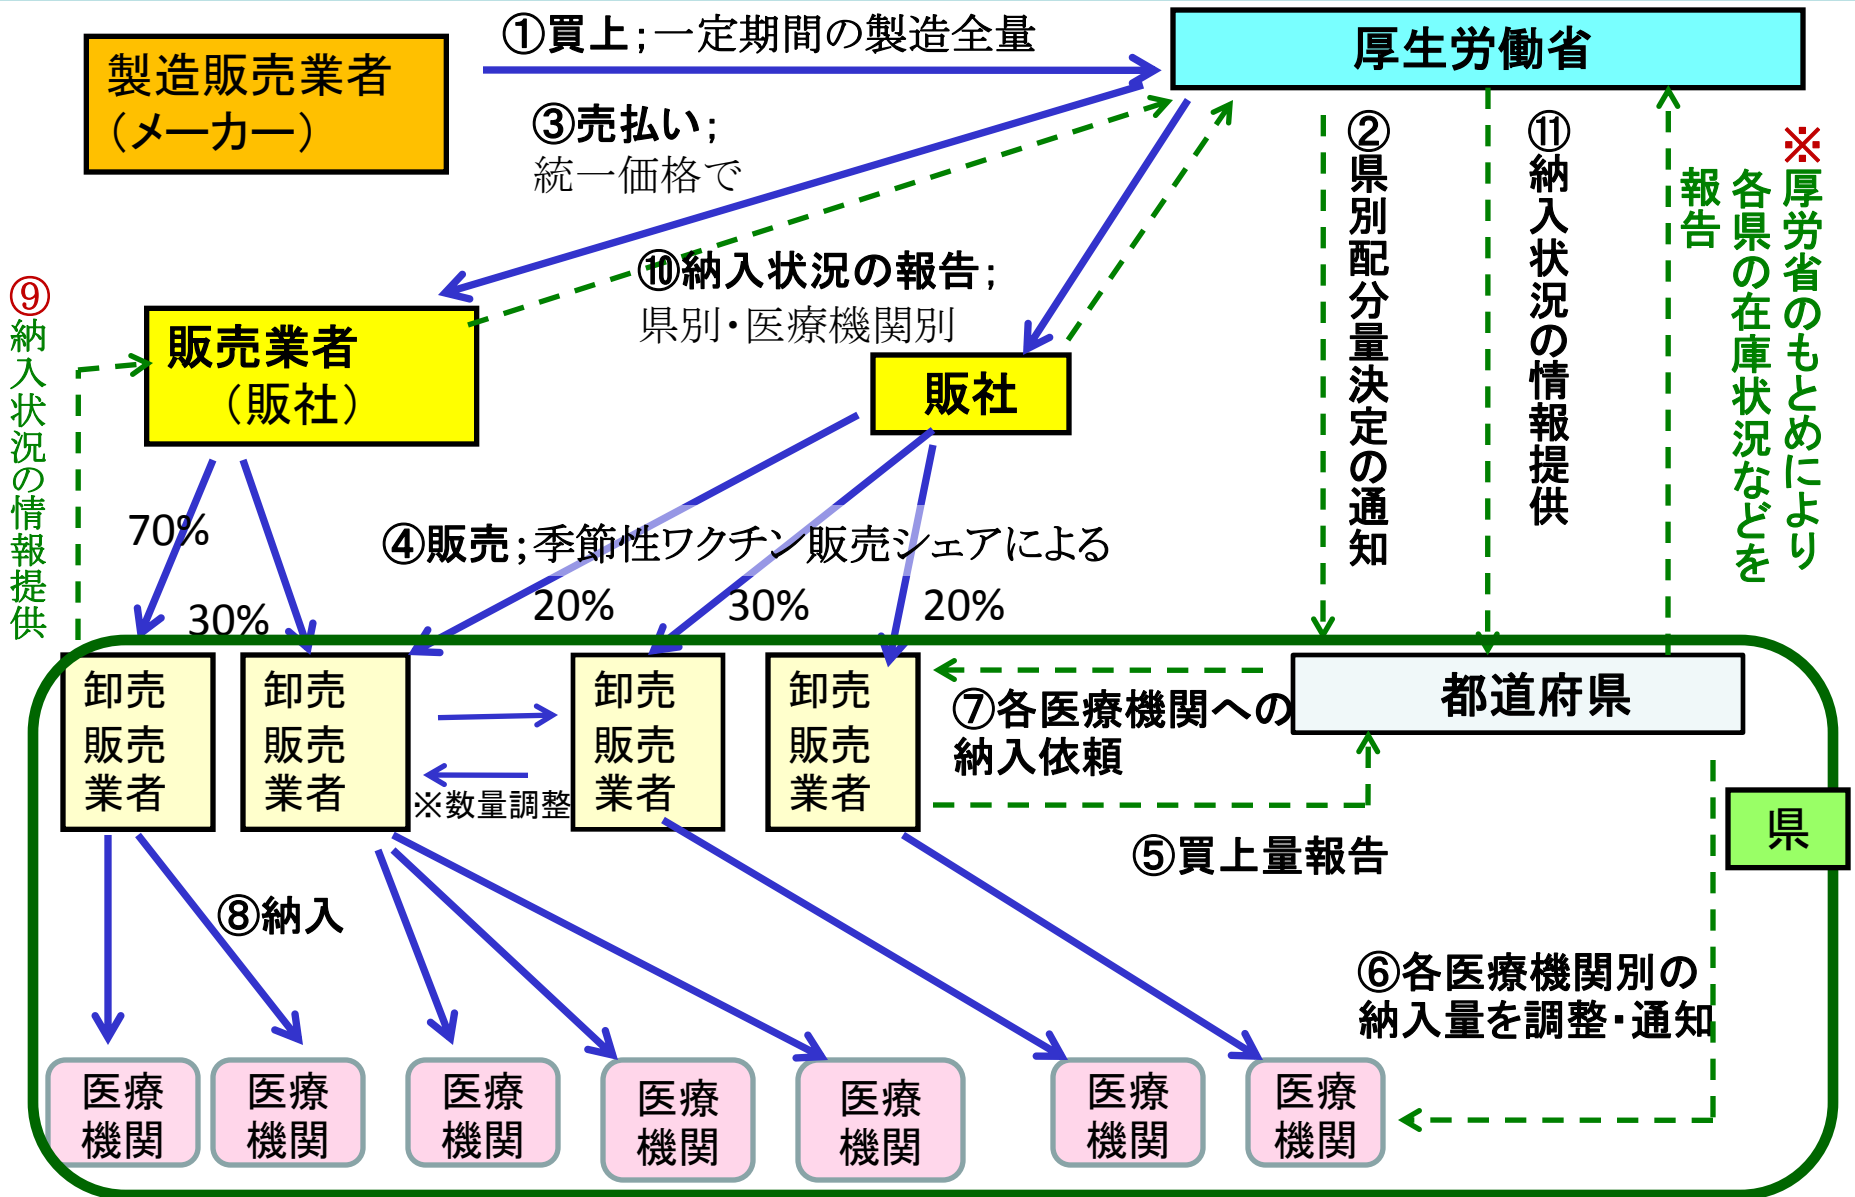 ①買上;一定期間の製造全量
製造販売業者
(メーカー)
厚生労働省
③売払い;
統一価格で
②県別配分量決定の通知
⑪納入状況の情報提供
※厚労省のもとめにより
各県の在庫状況などを
報告
⑩納入状況の報告;
県別・医療機関別
⑨納入状況の情報提供
販売業者
(販社)
販社
70%
30%
④販売;季節性ワクチン販売シェアによる
20%
30%
20%
卸売
販売
業者
卸売
販売
業者
※数量調整
卸売
販売
業者
卸売
販売
業者
都道府県
⑦各医療機関への
納入依頼
⑤買上量報告
県
⑧納入
⑥各医療機関別の
納入量を調整・通知
医療
機関
医療
機関
医療
機関
医療
機関
医療
機関
医療
機関
医療
機関